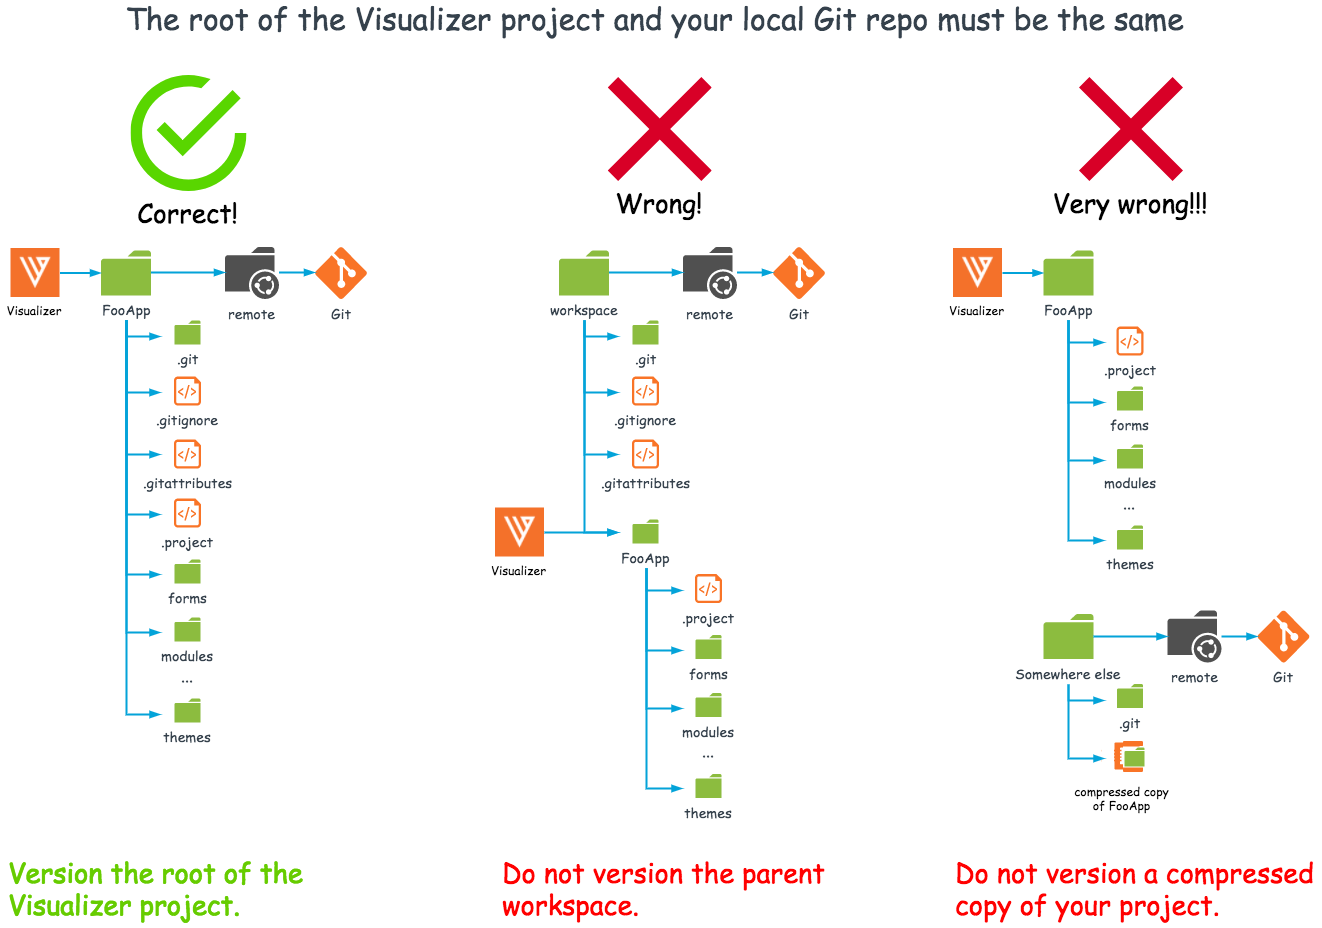 The root of the Visualizer project and your local Git repo must be the same
Correct!
Visualizer
FooApp
remote
Git
.git
.gitignore
.gitattributes
.project
forms
modules
...
themes
Version the root of the
Visualizer project.
Wrong!
workspace
remote
Git
.git
.gitignore
.gitattributes
Visualizer
FooApp
.project
forms
modules
...
themes
Do not version the parent
workspace.
Very wrong!!!
Visualizer
FooApp
.project
forms
modules
...
themes
Somewhere else
remote
Git
.git
compressed copy
of FooApp
Do not version a compressed
copy of your project.